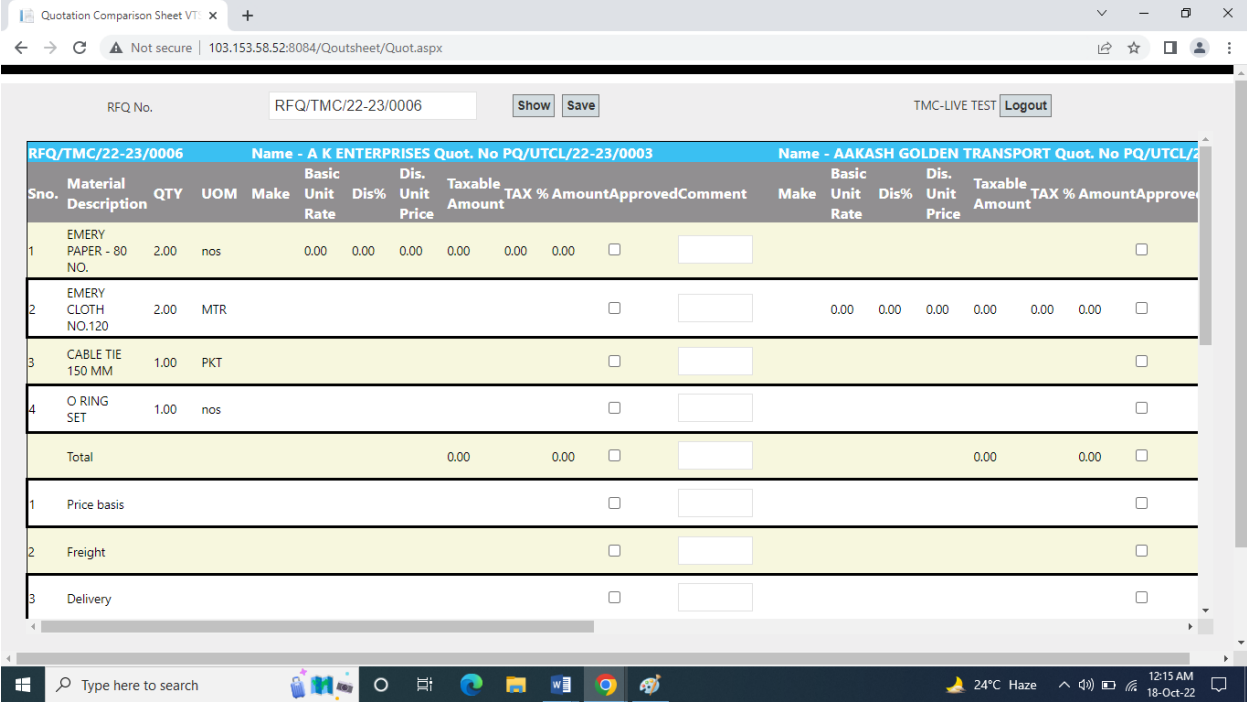 Quotation Comparison Sheet VTS
Not secure 103.153.58.52:8084/Qoutsheet/Quot.aspx
RFQ No. RFQ/TMC/22-23/0006 Show Save TMC-LIVE TEST Logout
RFQ/TMC/22-23/0006 Name - A K ENTERPRISES Quot. No PQ/UTCL/22-23/0003 Name - AAKASH GOLDEN TRANSPORT Quot. No PQ/UTCL/2
Sno. Material Description QTY UOM Make Basic Unit Rate Dis% Dis. Unit Price Taxable Amount TAX % Amount Approved Comment Make Basic Unit Rate Dis% Dis. Unit Price Taxable Amount TAX % Amount Approved
1 EMERY PAPER - 80 NO. 2.00 nos 0.00 0.00 0.00 0.00 0.00 0.00
2 EMERY CLOTH NO.120 2.00 MTR 0.00 0.00 0.00 0.00 0.00 0.00
3 CABLE TIE 150 MM 1.00 PKT
4 O RING SET 1.00 nos
Total 0.00 0.00 0.00 0.00
1 Price basis
2 Freight
3 Delivery
Type here to search 24°C Haze 12:15 AM
18-Oct-22